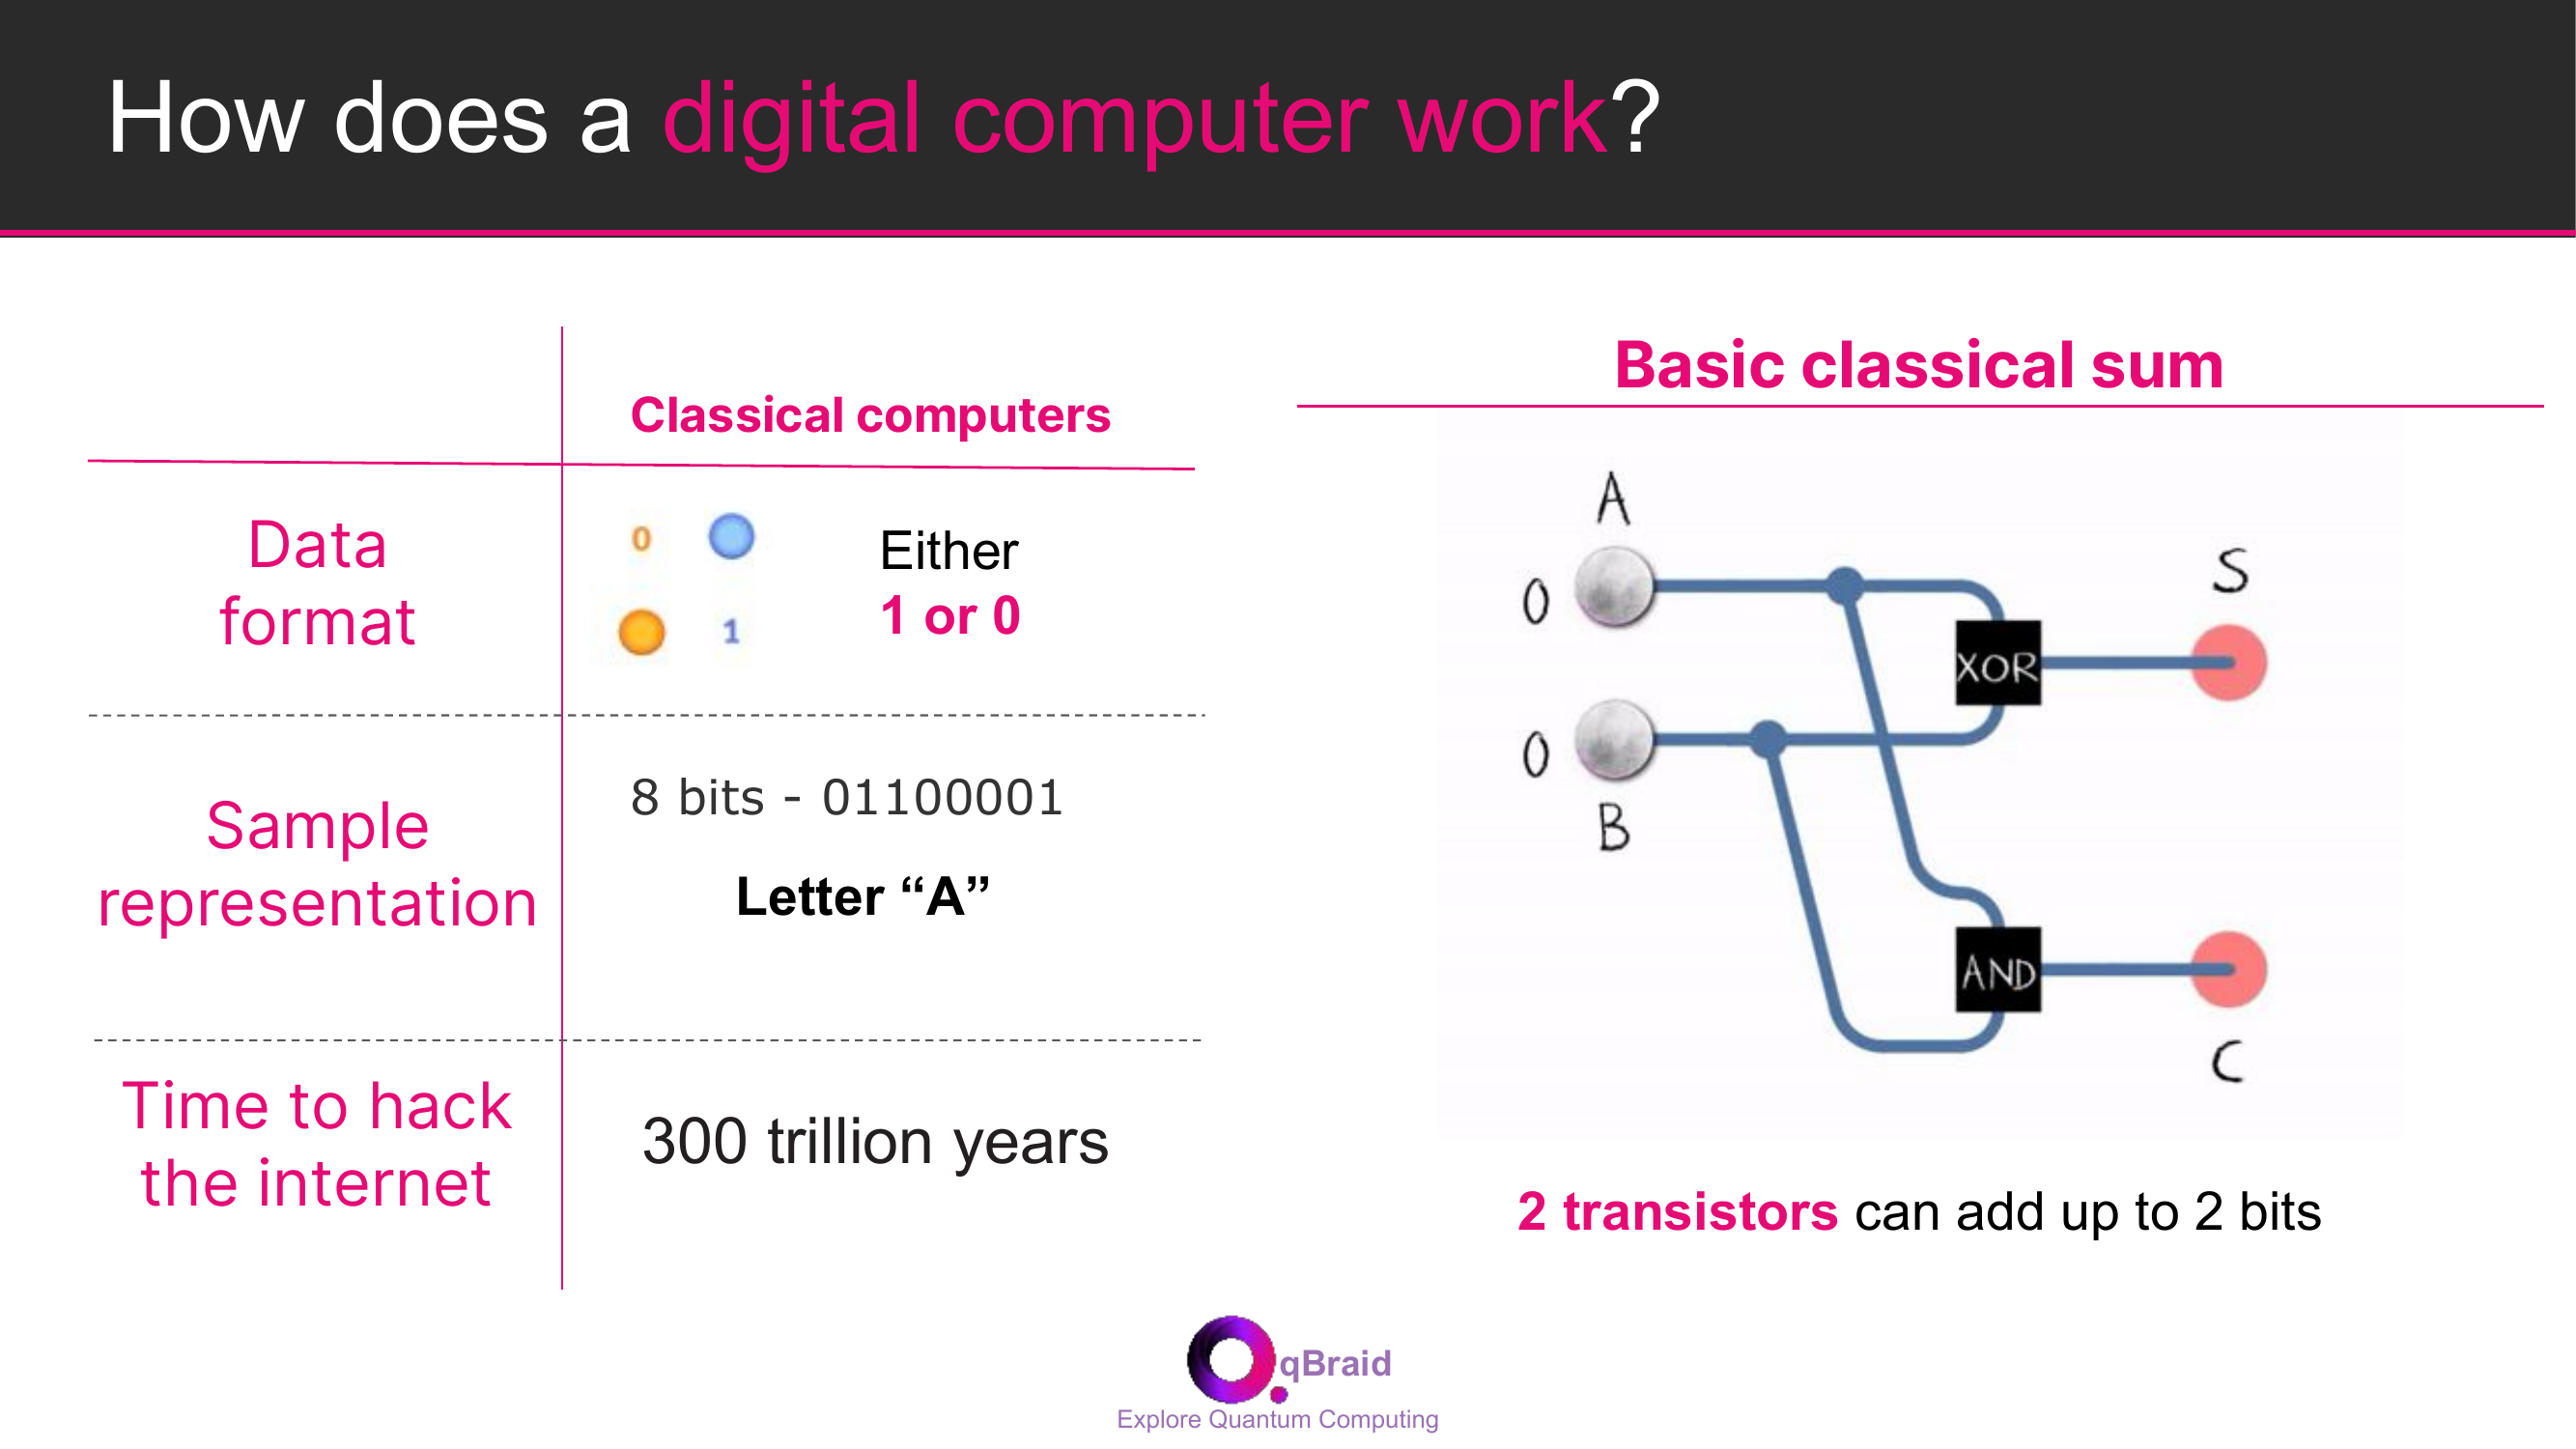 How does a digital computer work?
Classical computers
Data
format
0
1
Either
1 or 0
Sample
representation
8 bits - 01100001
Letter “A”
Time to hack
the internet
300 trillion years
Basic classical sum
A
0
S
XOR
0
B
AND
C
2 transistors can add up to 2 bits
qBraid
Explore Quantum Computing